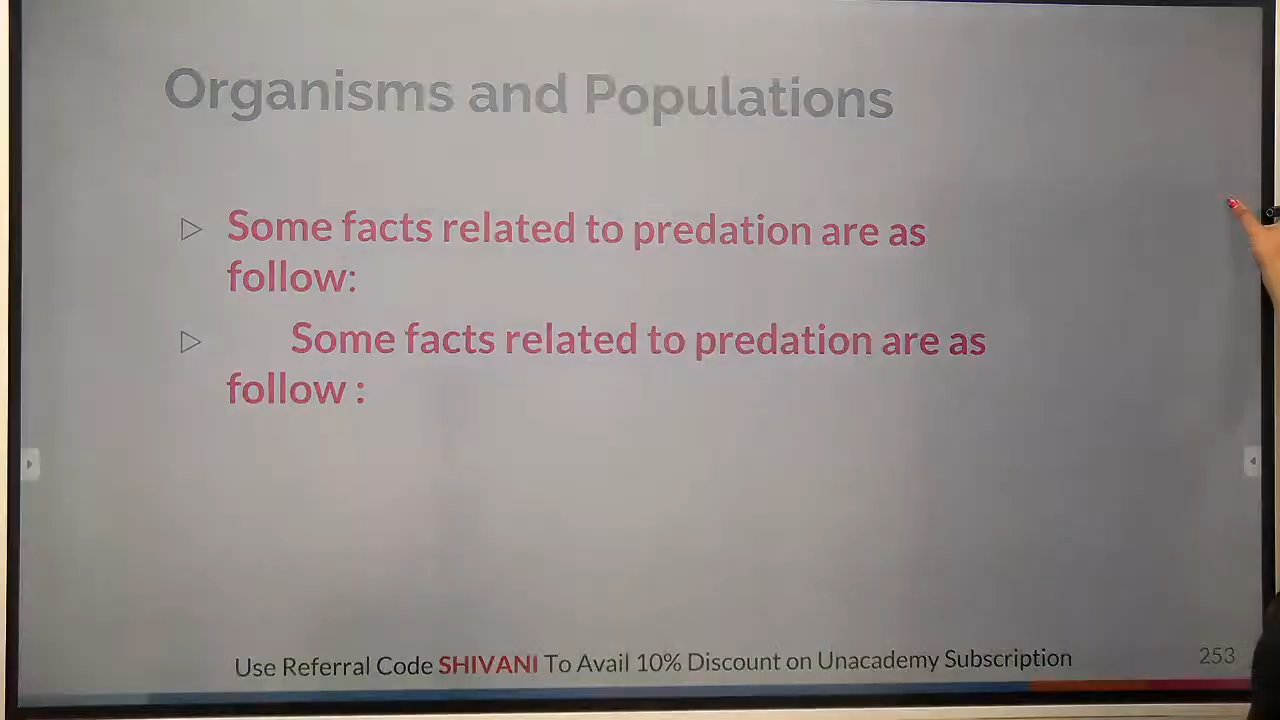 Organisms and Populations
Some facts related to predation are as
follow:
Some facts related to predation are as
follow :
Use Referral Code SHIVANI To Avail 10% Discount on Unacademy Subscription
253